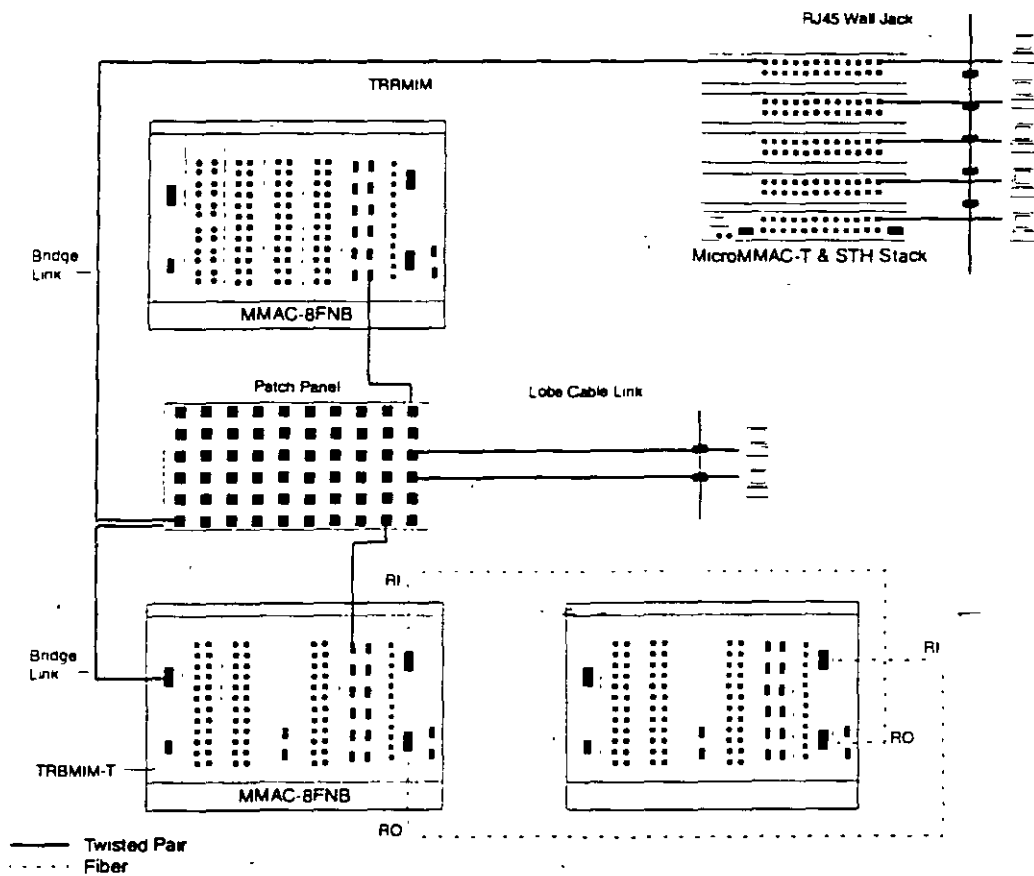 RJ45 Wall Jack
TRRMIM
Bridge
Link
MicroMMAC-T & STH Stack
MMAC-8FNB
Patch Panel
Lobe Cable Link
RI
Bridge
Link
RI
RO
TRBMIM-T
MMAC-8FNB
RO
Twisted Pair
Fiber